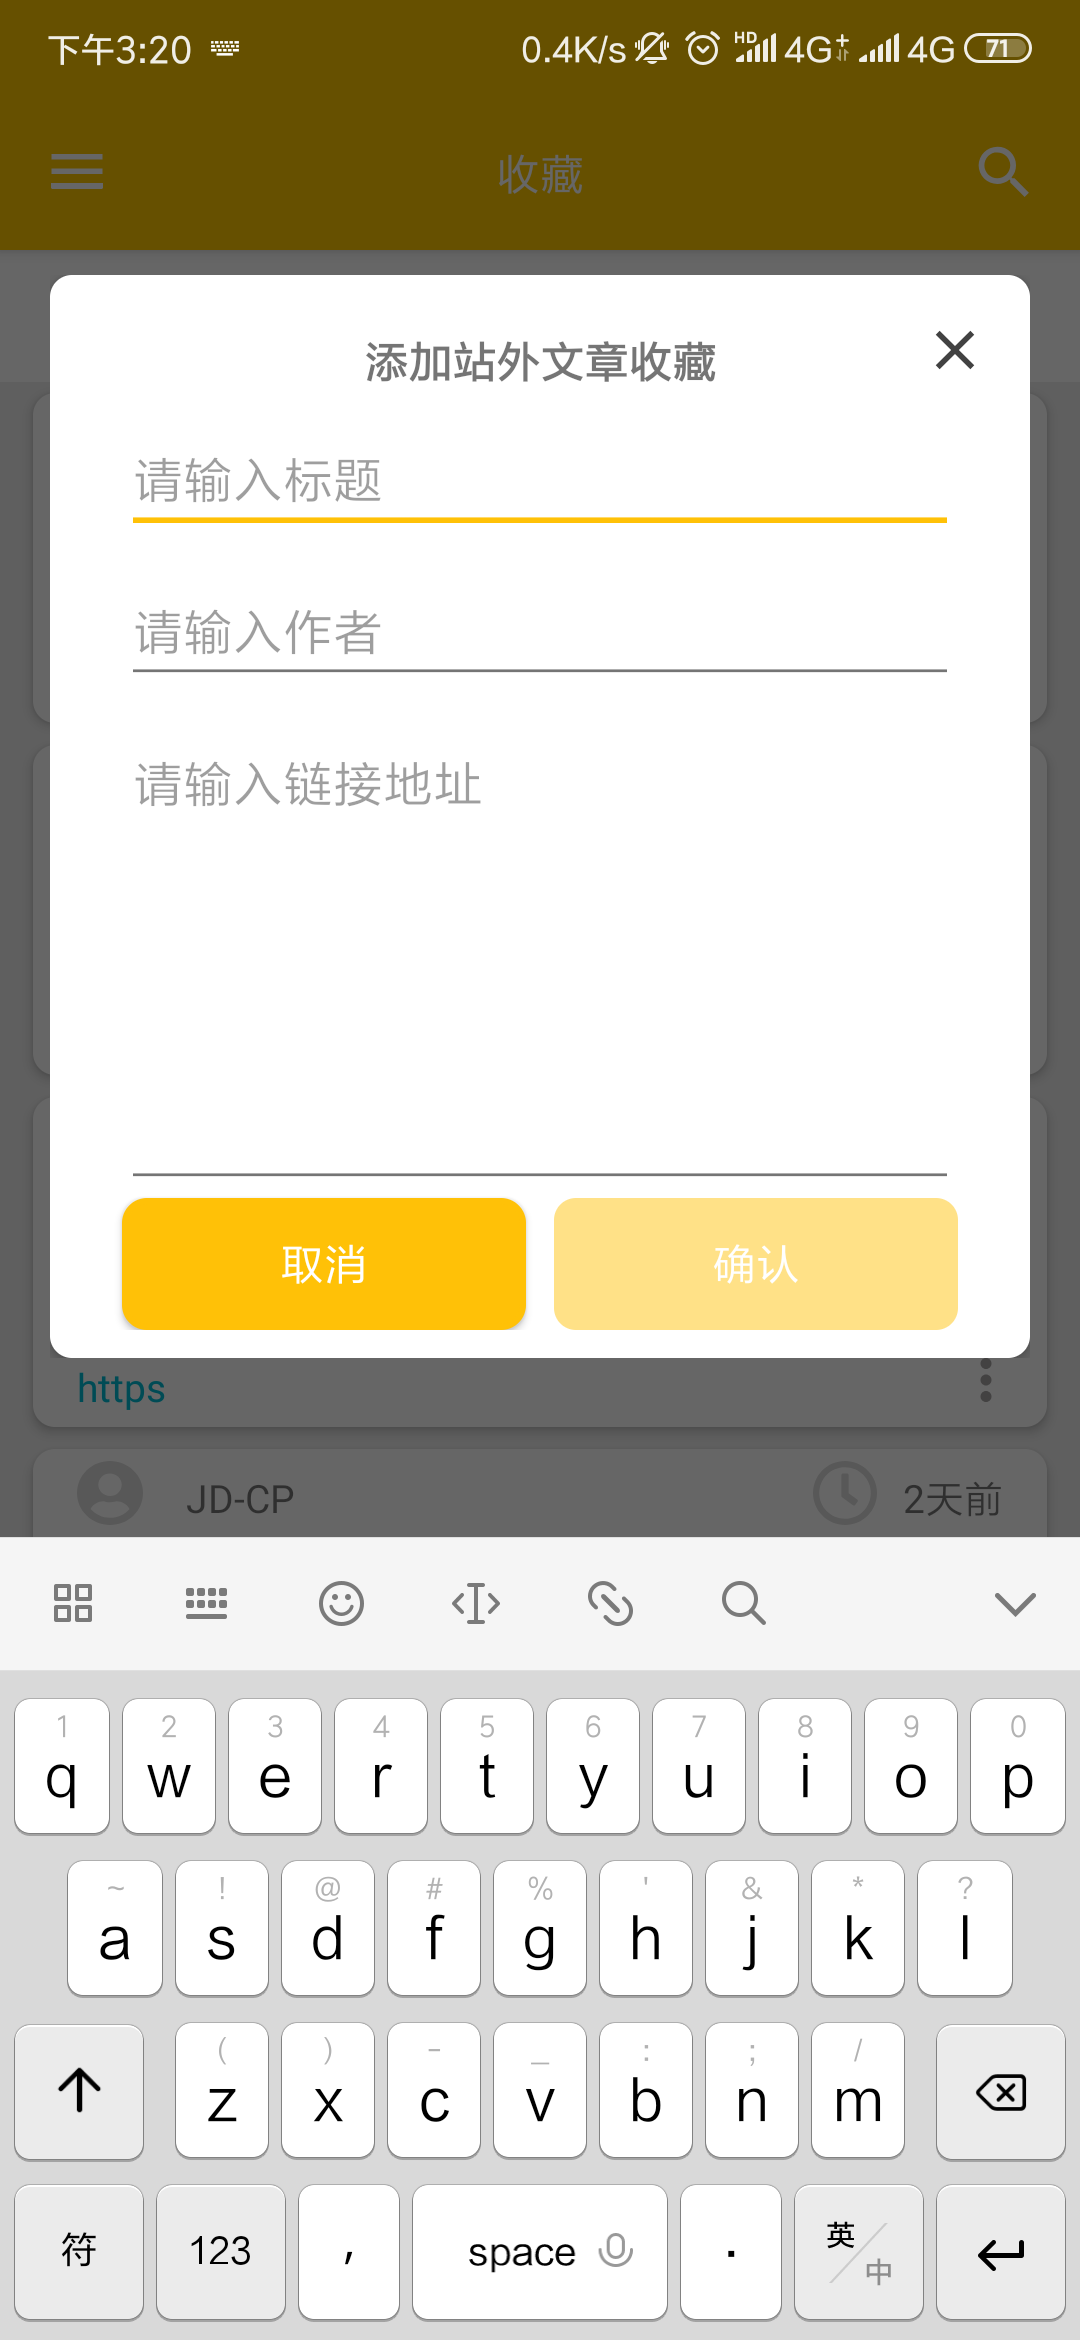 下午3:20 0.4K/s HD 4G+ 4G 71
收藏
添加站外文章收藏
请输入标题
请输入作者
请输入链接地址
取消 确认
https
JD-CP 2天前
1 2 3 4 5 6 7 8 9 0
q w e r t y u i o p
~ ! @ # % ' & * ?
a s d f g h j k l
( ) - _ : ; /
z x c v b n m
符 123 , space . 英/中